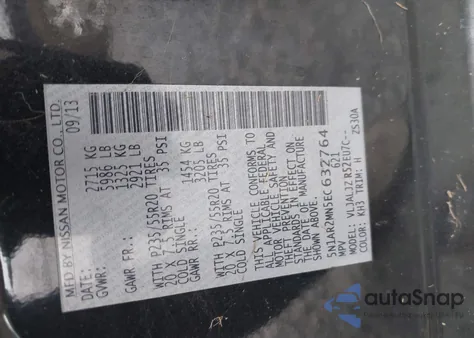 MFD BY NISSAN MOTOR CO., LTD.
DATE: 09/13
GVWR: 2715 KG
5986 LB
GAWR FR.: 1325 KG
2921 LB
WITH P235/55R20 TIRES
20 X 7.5 RIMS AT 35 PSI
COLD SINGLE
GAWR RR.: 1454 KG
3205 LB
WITH P235/55R20 TIRES
20 X 7.5 RIMS AT 35 PSI
COLD SINGLE
THIS VEHICLE CONFORMS TO
ALL APPLICABLE FEDERAL
MOTOR VEHICLE SAFETY AND
THEFT PREVENTION
STANDARDS IN EFFECT ON
THE DATE OF MANUFACTURE
SHOWN ABOVE.
5N1AR2MN5EC632764
MPV 621
MODEL:
COLOR: KH3 TRIM: H
ZS30A
autoSnap